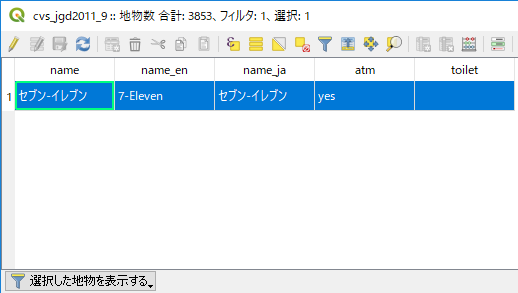 cvs_jgd2011_9 :: 地物数 合計: 3853、フィルタ: 1、選択: 1
name name_en name_ja atm toilet
1 セブン-イレブン 7-Eleven セブン-イレブン yes
選択した地物を表示する